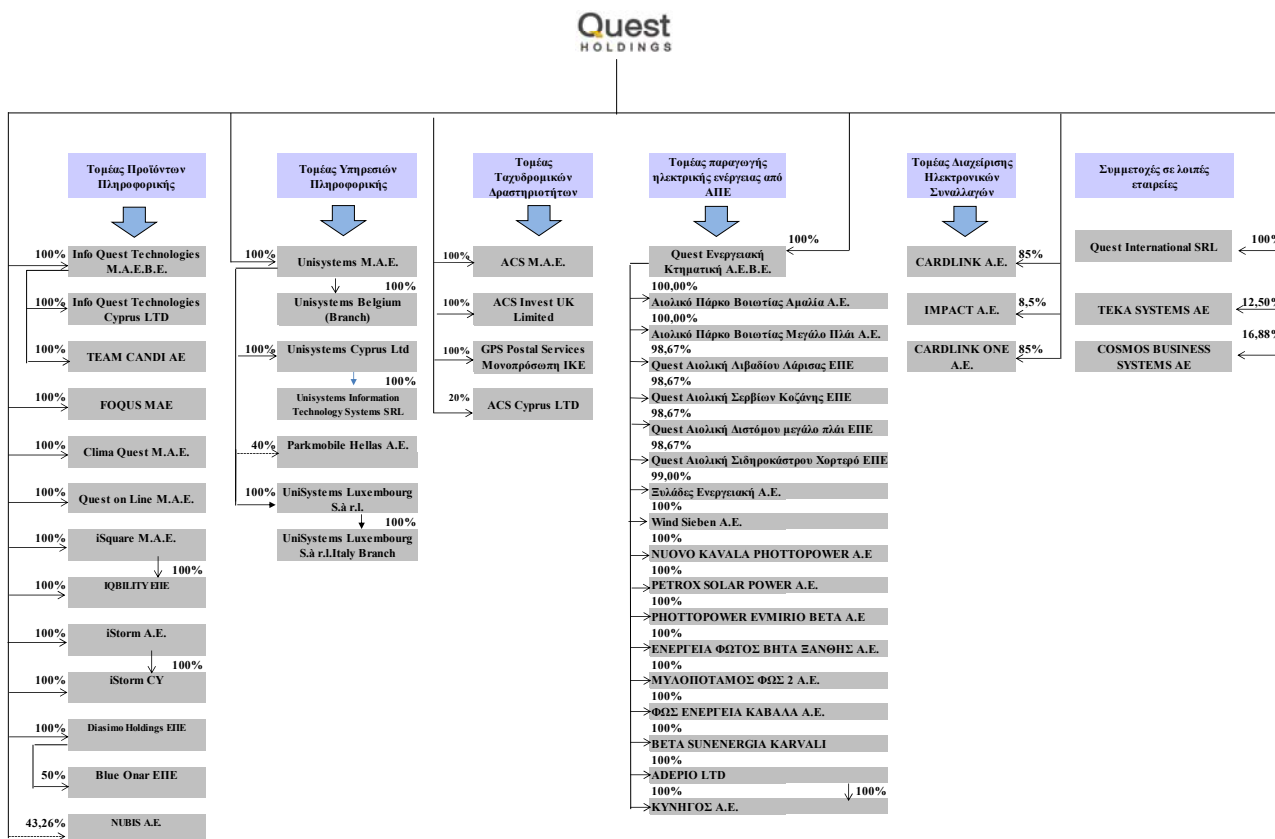 Quest
HOLDINGS
Τομέας Προϊόντων
Πληροφορικής
100%
Info Quest Technologies
Μ.Α.Ε.Β.Ε.
100%
Info Quest Technologies
Cyprus LTD
100%
TEAM CANDI AE
100%
FOQUS MAE
100%
Clima Quest Μ.Α.Ε.
100%
Quest on Line Μ.Α.Ε.
100%
iSquare Μ.Α.Ε.
100%
100%
IQBILITY ΕΠΕ
100%
iStorm Α.Ε.
100%
100%
iStorm CY
100%
Diasimo Holdings ΕΠΕ
50%
Blue Onar ΕΠΕ
43,26%
NUBIS Α.Ε.
Τομέας Υπηρεσιών
Πληροφορικής
100%
Unisystems Μ.Α.Ε.
100%
Unisystems Belgium
(Branch)
100%
Unisystems Cyprus Ltd
100%
Unisystems Information
Technology Systems SRL
40%
Parkmobile Hellas Α.Ε.
100%
UniSystems Luxembourg
S.à r.l.
100%
UniSystems Luxembourg
S.à r.l.Italy Branch
Τομέας
Ταχυδρομικών
Δραστηριοτήτων
100%
ACS Μ.Α.Ε.
100%
ACS Invest UK
Limited
100%
GPS Postal Services
Μονοπρόσωπη ΙΚΕ
20%
ACS Cyprus LTD
Τομέας παραγωγής
ηλεκτρικής ενέργειας από
ΑΠΕ
100%
Quest Ενεργειακή
Κτηματική Α.Ε.Β.Ε.
100,00%
Αιολικό Πάρκο Βοιωτίας Αμαλία Α.Ε.
100,00%
Αιολικό Πάρκο Βοιωτίας Μεγάλο Πλάι Α.Ε.
98,67%
Quest Αιολική Λιβαδίου Λάρισας ΕΠΕ
98,67%
Quest Αιολική Σερβίων Κοζάνης ΕΠΕ
98,67%
Quest Αιολική Διστόμου μεγάλο πλάι ΕΠΕ
98,67%
Quest Αιολική Σιδηροκάστρου Χορτερό ΕΠΕ
99,00%
Ξυλάδες Ενεργειακή Α.Ε.
100%
Wind Sieben Α.Ε.
100%
NUOVO KAVALA PHOTTOPOWER Α.Ε
100%
PETROX SOLAR POWER Α.Ε.
100%
PHOTTOPOWER EVMIRIO BETA Α.Ε
100%
ΕΝΕΡΓΕΙΑ ΦΩΤΟΣ ΒΗΤΑ ΞΑΝΘΗΣ Α.Ε.
100%
ΜΥΛΟΠΟΤΑΜΟΣ ΦΩΣ 2 Α.Ε.
100%
ΦΩΣ ΕΝΕΡΓΕΙΑ ΚΑΒΑΛΑ Α.Ε.
100%
BETA SUNENERGIA KARVALI
100%
ADEPIO LTD
100%
100%
ΚΥΝΗΓΟΣ Α.Ε.
Τομέας Διαχείρισης
Ηλεκτρονικών
Συναλλαγών
CARDLINK Α.Ε.
85%
IMPACT Α.Ε.
8,5%
CARDLINK ONE
Α.Ε.
85%
Συμμετοχές σε λοιπές
εταιρείες
Quest International SRL
100%
TEKA SYSTEMS AE
12,50%
16,88%
COSMOS BUSINESS
SYSTEMS AE